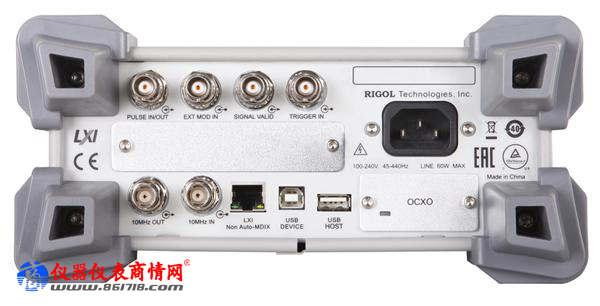 RIGOL Technologies, Inc.
PULSE IN/OUT
EXT MOD IN
SIGNAL VALID
TRIGGER IN
LXI
CE
100-240V, 45-440Hz LINE 60W MAX
40
EAC
Made in China
10MHz OUT
10MHz IN
LXI
Non Auto-MDIX
USB
DEVICE
USB
HOST
OCXO
仪器仪表商情网
www.861718.com